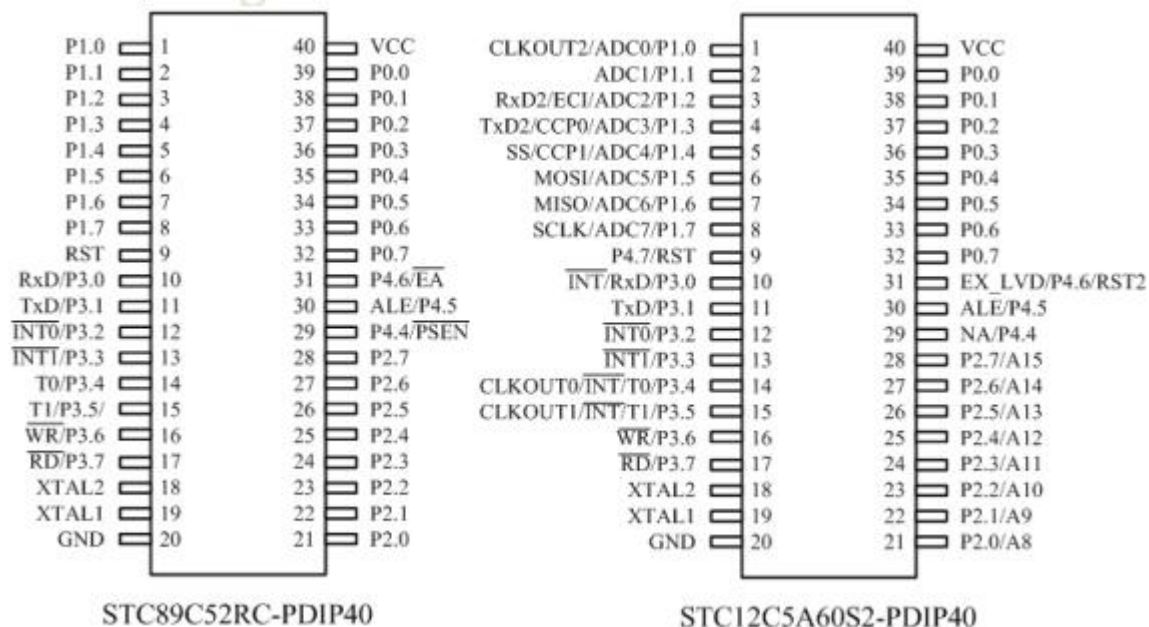 P1.0 1 40 VCC
P1.1 2 39 P0.0
P1.2 3 38 P0.1
P1.3 4 37 P0.2
P1.4 5 36 P0.3
P1.5 6 35 P0.4
P1.6 7 34 P0.5
P1.7 8 33 P0.6
RST 9 32 P0.7
RxD/P3.0 10 31 P4.6/E̅A̅
TxD/P3.1 11 30 ALE/P4.5
I̅N̅T̅0̅/P3.2 12 29 P4.4/P̅S̅E̅N̅
I̅N̅T̅1̅/P3.3 13 28 P2.7
T0/P3.4 14 27 P2.6
T1/P3.5/ 15 26 P2.5
W̅R̅/P3.6 16 25 P2.4
R̅D̅/P3.7 17 24 P2.3
XTAL2 18 23 P2.2
XTAL1 19 22 P2.1
GND 20 21 P2.0
STC89C52RC-PDIP40
CLKOUT2/ADC0/P1.0 1 40 VCC
ADC1/P1.1 2 39 P0.0
RxD2/ECI/ADC2/P1.2 3 38 P0.1
TxD2/CCP0/ADC3/P1.3 4 37 P0.2
SS/CCP1/ADC4/P1.4 5 36 P0.3
MOSI/ADC5/P1.5 6 35 P0.4
MISO/ADC6/P1.6 7 34 P0.5
SCLK/ADC7/P1.7 8 33 P0.6
P4.7/RST 9 32 P0.7
I̅N̅T̅/RxD/P3.0 10 31 EX_LVD/P4.6/RST2
TxD/P3.1 11 30 ALE/P4.5
I̅N̅T̅0̅/P3.2 12 29 NA/P4.4
I̅N̅T̅1̅/P3.3 13 28 P2.7/A15
CLKOUT0/I̅N̅T̅/T0/P3.4 14 27 P2.6/A14
CLKOUT1/I̅N̅T̅/T1/P3.5 15 26 P2.5/A13
W̅R̅/P3.6 16 25 P2.4/A12
R̅D̅/P3.7 17 24 P2.3/A11
XTAL2 18 23 P2.2/A10
XTAL1 19 22 P2.1/A9
GND 20 21 P2.0/A8
STC12C5A60S2-PDIP40